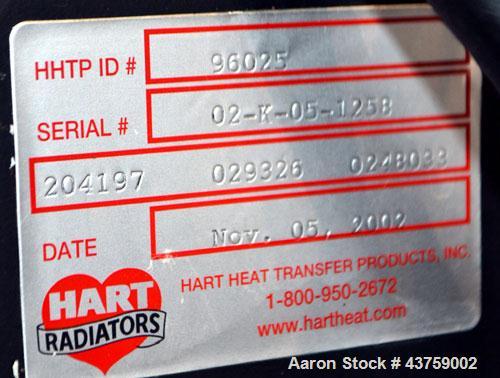 HHTP ID # 96025
SERIAL # 02-K-05-1258
204197 029326 0248033
DATE Nov. 05, 2002
HART RADIATORS
HART HEAT TRANSFER PRODUCTS, INC.
1-800-950-2672
www.hartheat.com
Aaron Stock # 43759002